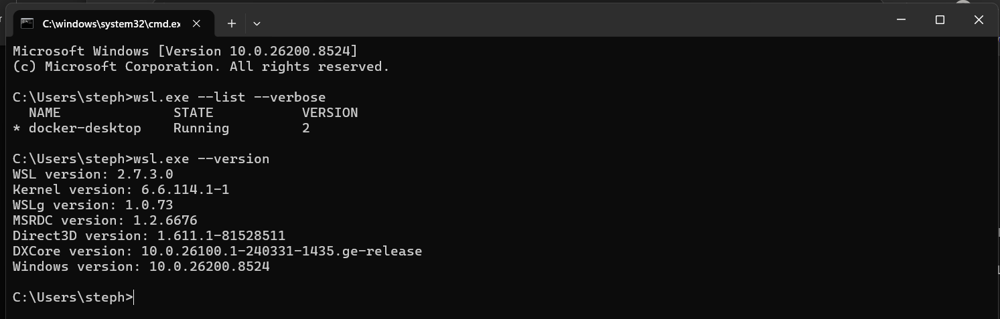 C:\windows\system32\cmd.ex
Microsoft Windows [Version 10.0.26200.8524]
(c) Microsoft Corporation. All rights reserved.
C:\Users\steph>wsl.exe --list --verbose
  NAME              STATE           VERSION
* docker-desktop    Running         2
C:\Users\steph>wsl.exe --version
WSL version: 2.7.3.0
Kernel version: 6.6.114.1-1
WSLg version: 1.0.73
MSRDC version: 1.2.6676
Direct3D version: 1.611.1-81528511
DXCore version: 10.0.26100.1-240331-1435.ge-release
Windows version: 10.0.26200.8524
C:\Users\steph>